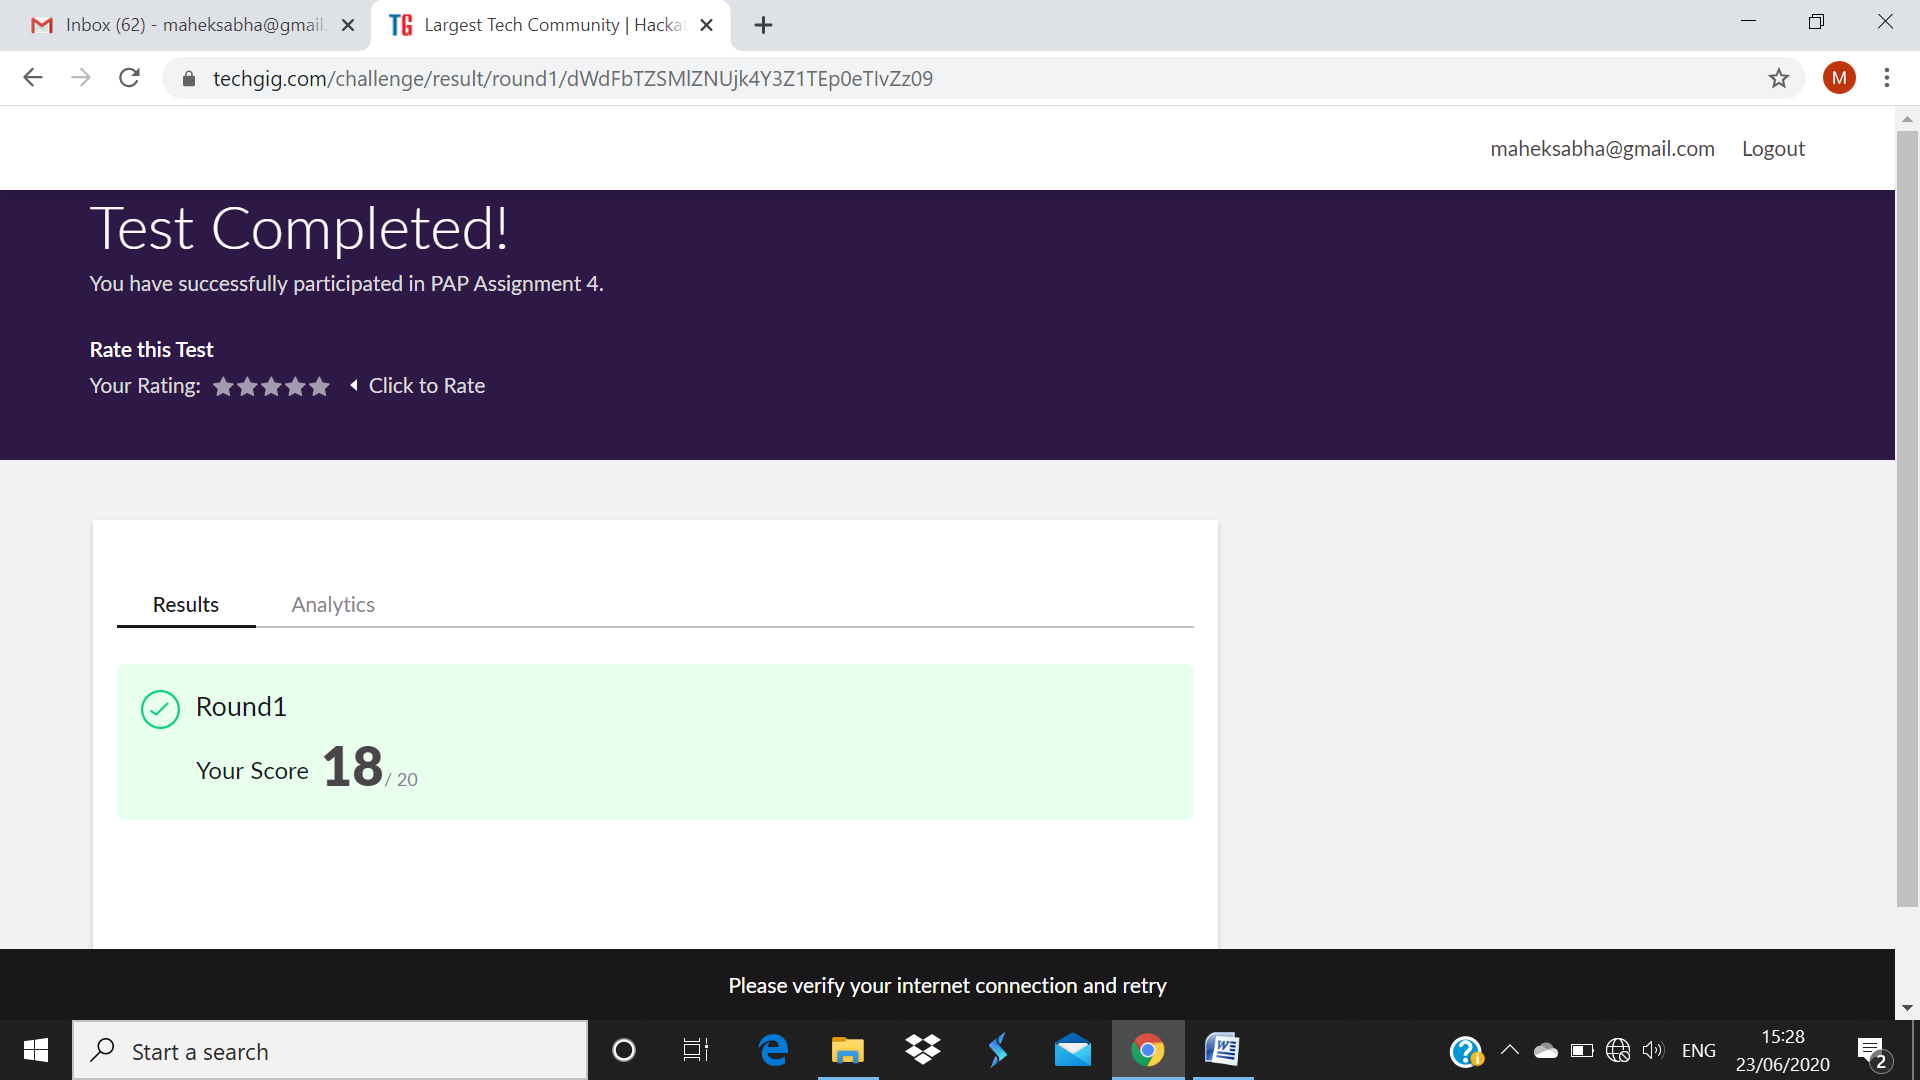 Inbox (62) - maheksabha@gmail.
TG Largest Tech Community | Hacka
techgig.com/challenge/result/round1/dWdFbTZSMlZNUjk4Y3Z1TEp0eTlvZz09
M
maheksabha@gmail.com Logout
Test Completed!
You have successfully participated in PAP Assignment 4.
Rate this Test
Your Rating: Click to Rate
Results Analytics
Round1
Your Score 18 / 20
Please verify your internet connection and retry
Start a search
ENG
15:28
23/06/2020
2